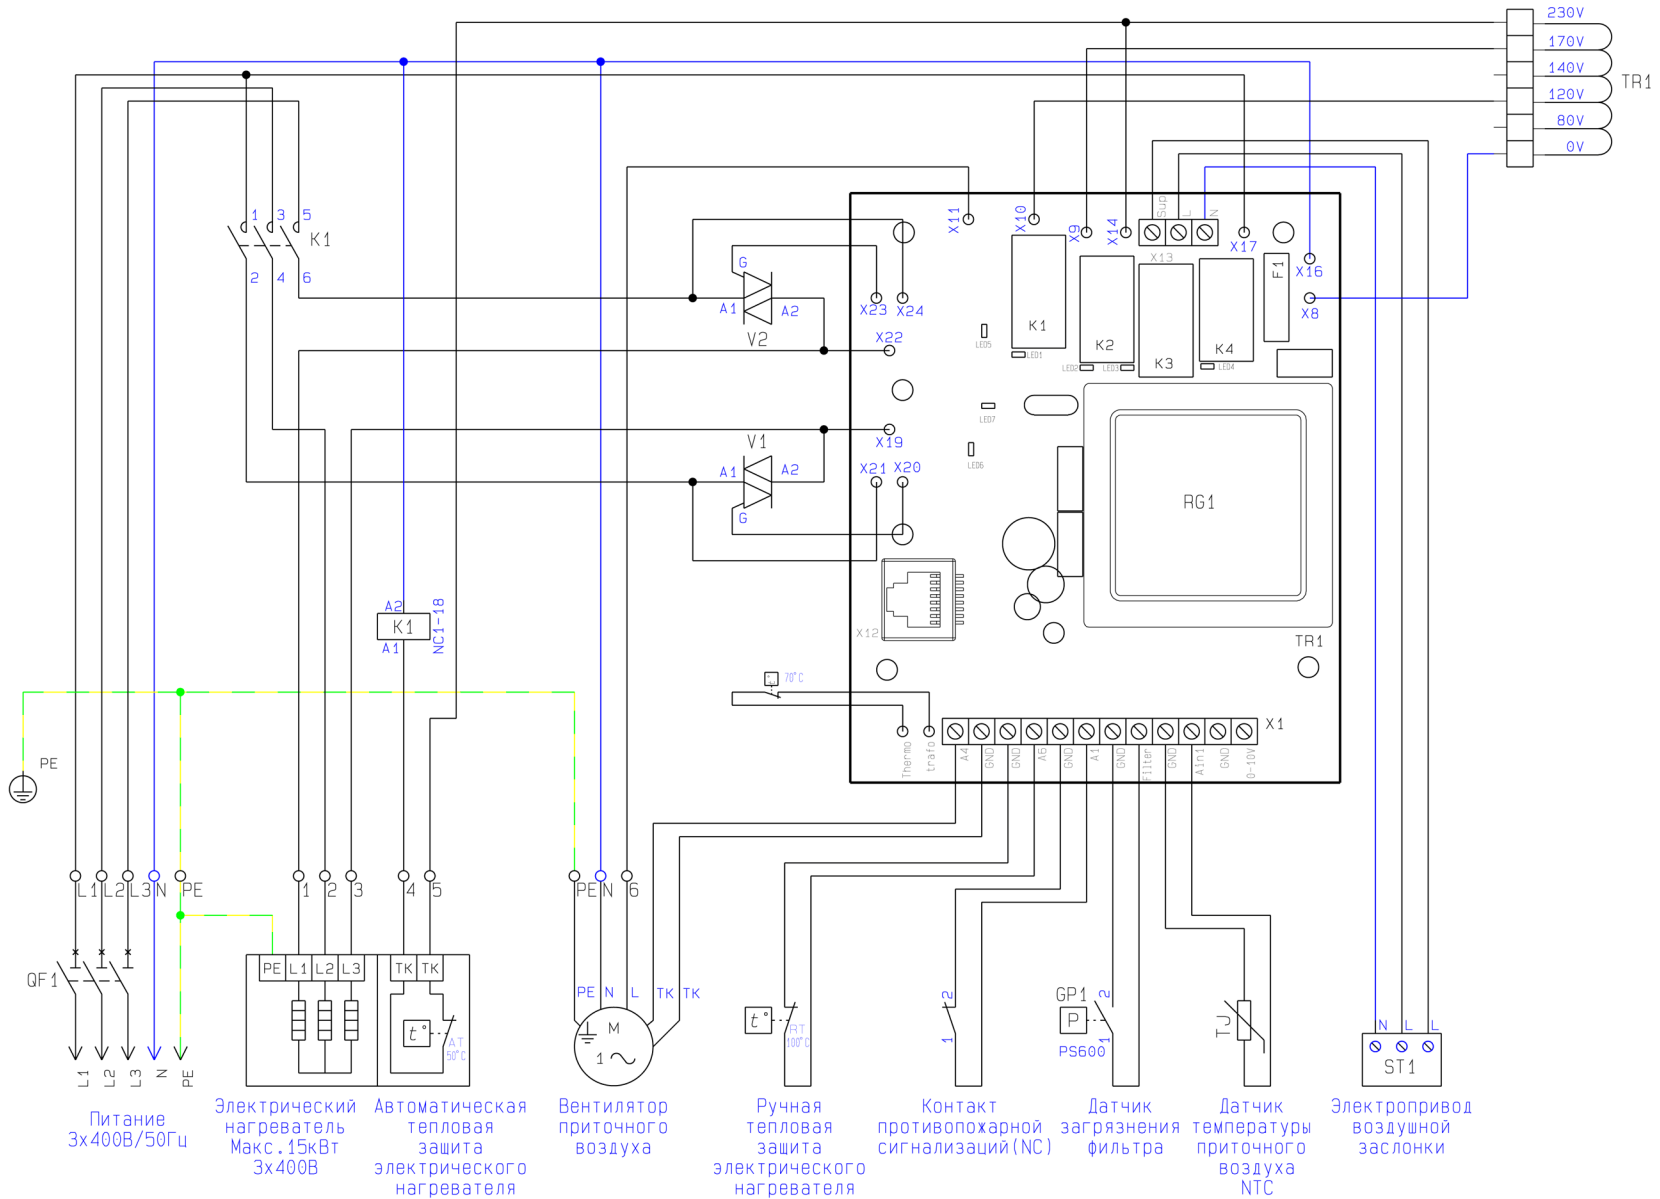 230V
170V
140V
120V
80V
0V
TR1
X11
X10
X9
X14
Sup
L
N
X13
X17
X16
X8
F1
1 3 5
K1
2 4 6
G
A1
A2
V2
X23 X24
X22
K1
K2
K3
K4
LED5
LED1
LED2
LED3
LED4
LED7
LED6
V1
X19
X21 X20
A1
A2
G
RG1
TR1
X12
A2
K1
A1
NC1-18
70°C
X1
Thermo
trafo
A4
GND
GND
A6
GND
A1
GND
Filter
GND
Ain1
GND
0-10V
PE
L1 L2 L3 N PE
1 2 3 4 5
PE N 6
QF1
PE L1 L2 L3 TK TK
t°
AT
50°C
PE N L TK TK
M
1
t°
RT
100°C
2
1
GP1
P
2
1
PS600
TJ
N L L
ST1
L1
L2
L3
N
PE
Питание
3x400В/50Гц
Электрический
нагреватель
Макс.15кВт
3x400В
Автоматическая
тепловая
защита
электрического
нагревателя
Вентилятор
приточного
воздуха
Ручная
тепловая
защита
электрического
нагревателя
Контакт
противопожарной
сигнализаций(NC)
Датчик
загрязнения
фильтра
Датчик
температуры
приточного
воздуха
NTC
Электропривод
воздушной
заслонки